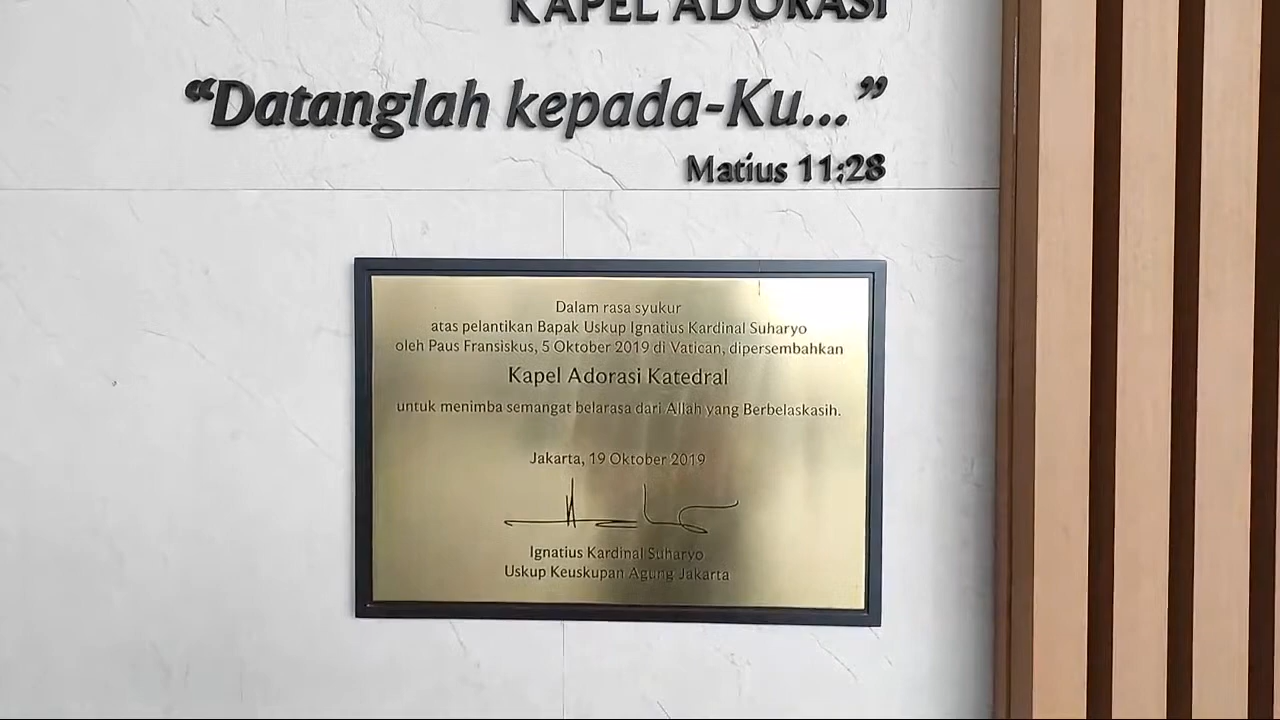 KAPEL ADORASI
“Datanglah kepada-Ku...”
Matius 11:28
Dalam rasa syukur
atas pelantikan Bapak Uskup Ignatius Kardinal Suharyo
oleh Paus Fransiskus, 5 Oktober 2019 di Vatican, dipersembahkan
Kapel Adorasi Katedral
untuk menimba semangat belarasa dari Allah yang Berbelaskasih.
Jakarta, 19 Oktober 2019
Ignatius Kardinal Suharyo
Uskup Keuskupan Agung Jakarta